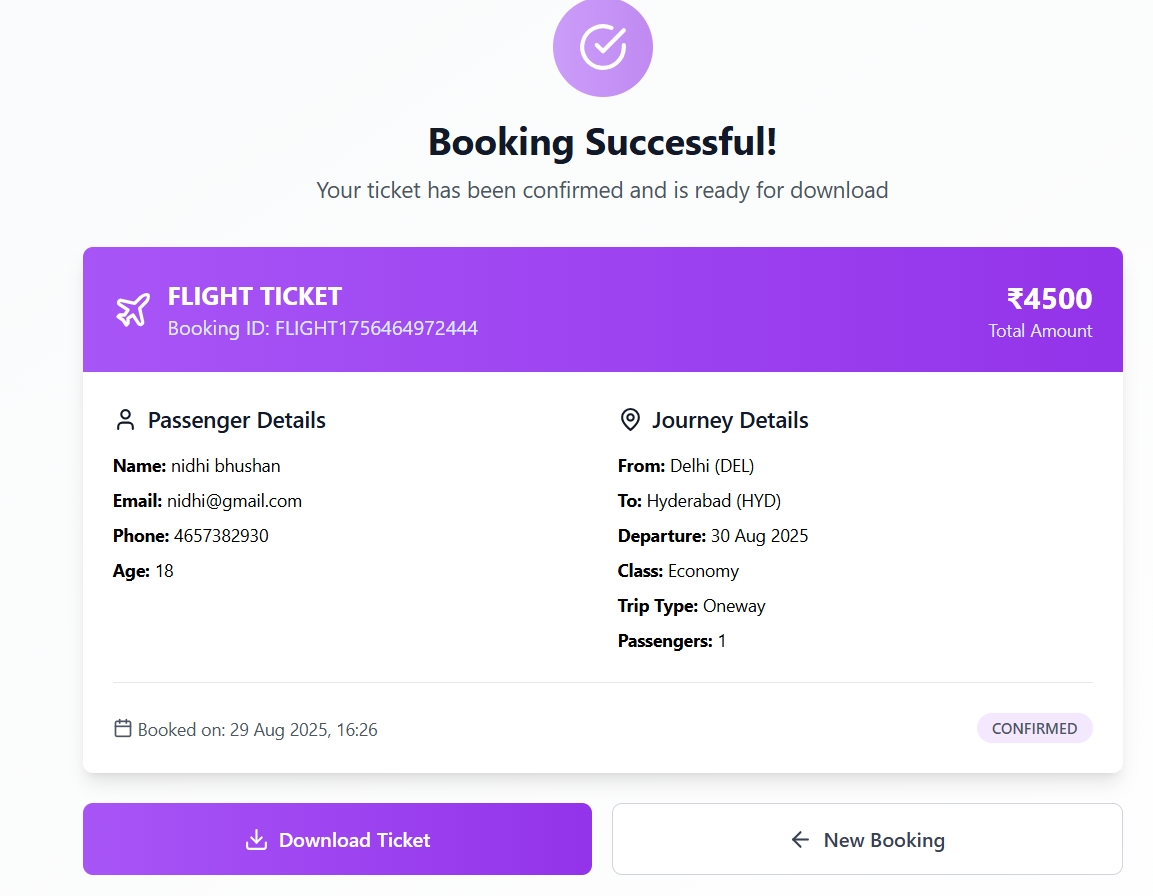 Booking Successful!
Your ticket has been confirmed and is ready for download
FLIGHT TICKET
Booking ID: FLIGHT1756464972444
₹4500
Total Amount
Passenger Details
Name: nidhi bhushan
Email: nidhi@gmail.com
Phone: 4657382930
Age: 18
Journey Details
From: Delhi (DEL)
To: Hyderabad (HYD)
Departure: 30 Aug 2025
Class: Economy
Trip Type: Oneway
Passengers: 1
Booked on: 29 Aug 2025, 16:26
CONFIRMED
Download Ticket
New Booking